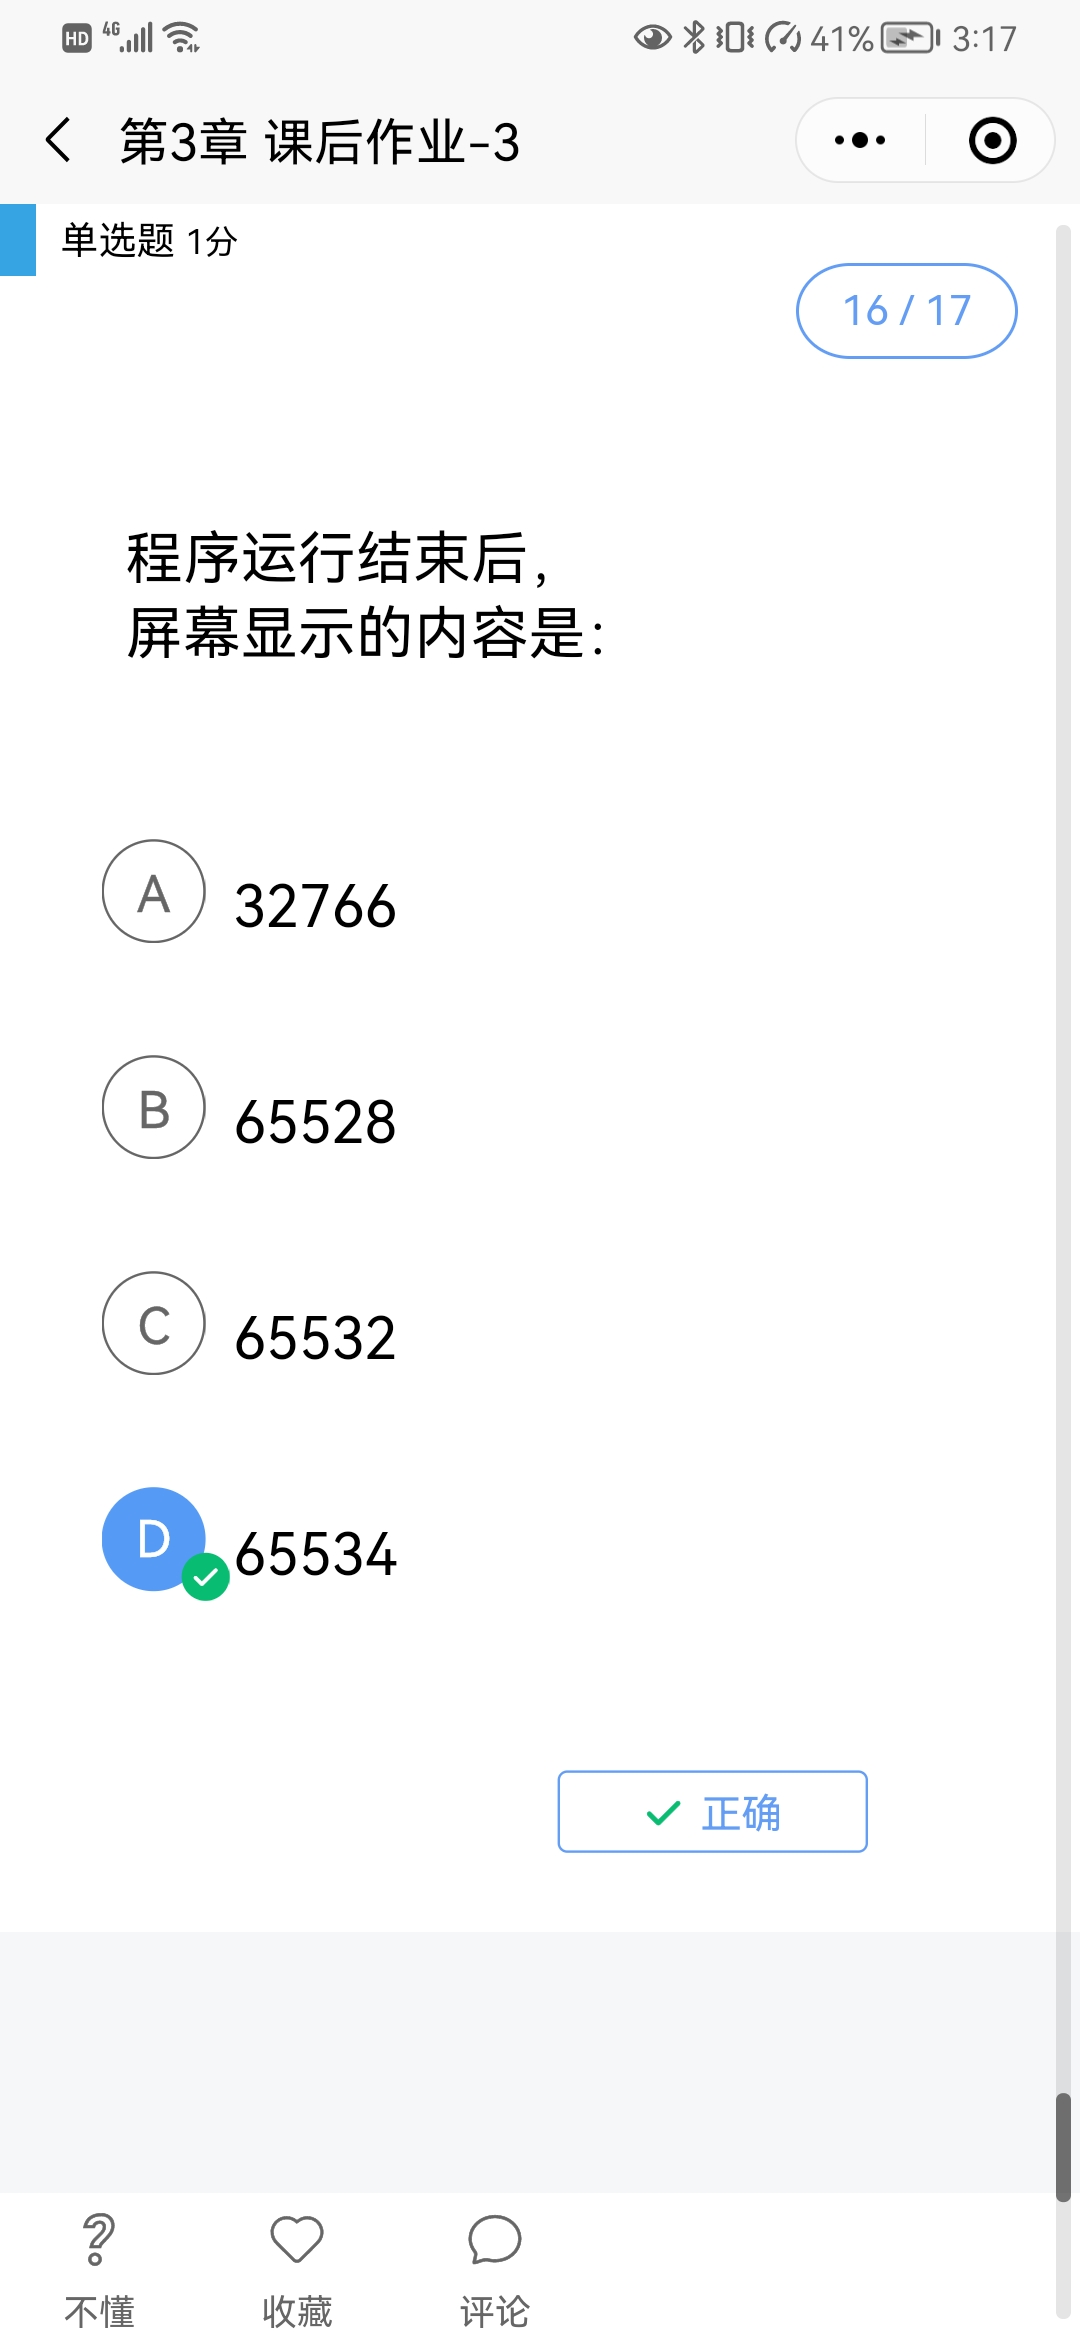 HD 4G 41% 3:17
第3章 课后作业-3
单选题 1分
16 / 17
程序运行结束后,
屏幕显示的内容是:
A 32766
B 65528
C 65532
D 65534
正确
不懂 收藏 评论